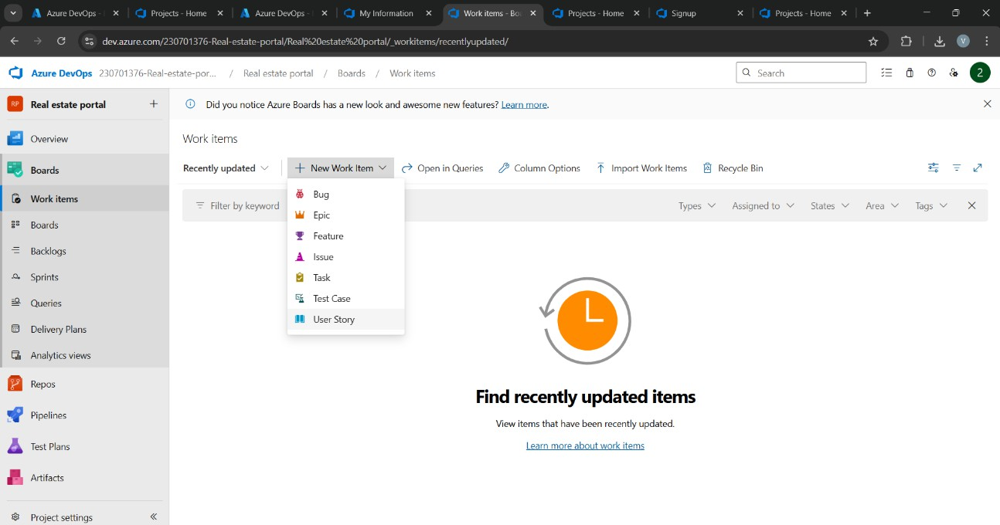 Azure DevOps -
Projects - Home
Azure DevOps -
My Information
Work items - Bo
Projects - Home
Signup
Projects - Home
dev.azure.com/230701376-Real-estate-portal/Real%20estate%20portal/_workitems/recentlyupdated/
V
Azure DevOps 230701376-Real-estate-por... / Real estate portal / Boards / Work items
Search
2
RP Real estate portal
Did you notice Azure Boards has a new look and awesome new features? Learn more.
Overview
Boards
Work items
Boards
Backlogs
Sprints
Queries
Delivery Plans
Analytics views
Repos
Pipelines
Test Plans
Artifacts
Project settings
Work items
Recently updated
New Work Item
Open in Queries
Column Options
Import Work Items
Recycle Bin
Filter by keyword
Types
Assigned to
States
Area
Tags
Bug
Epic
Feature
Issue
Task
Test Case
User Story
Find recently updated items
View items that have been recently updated.
Learn more about work items